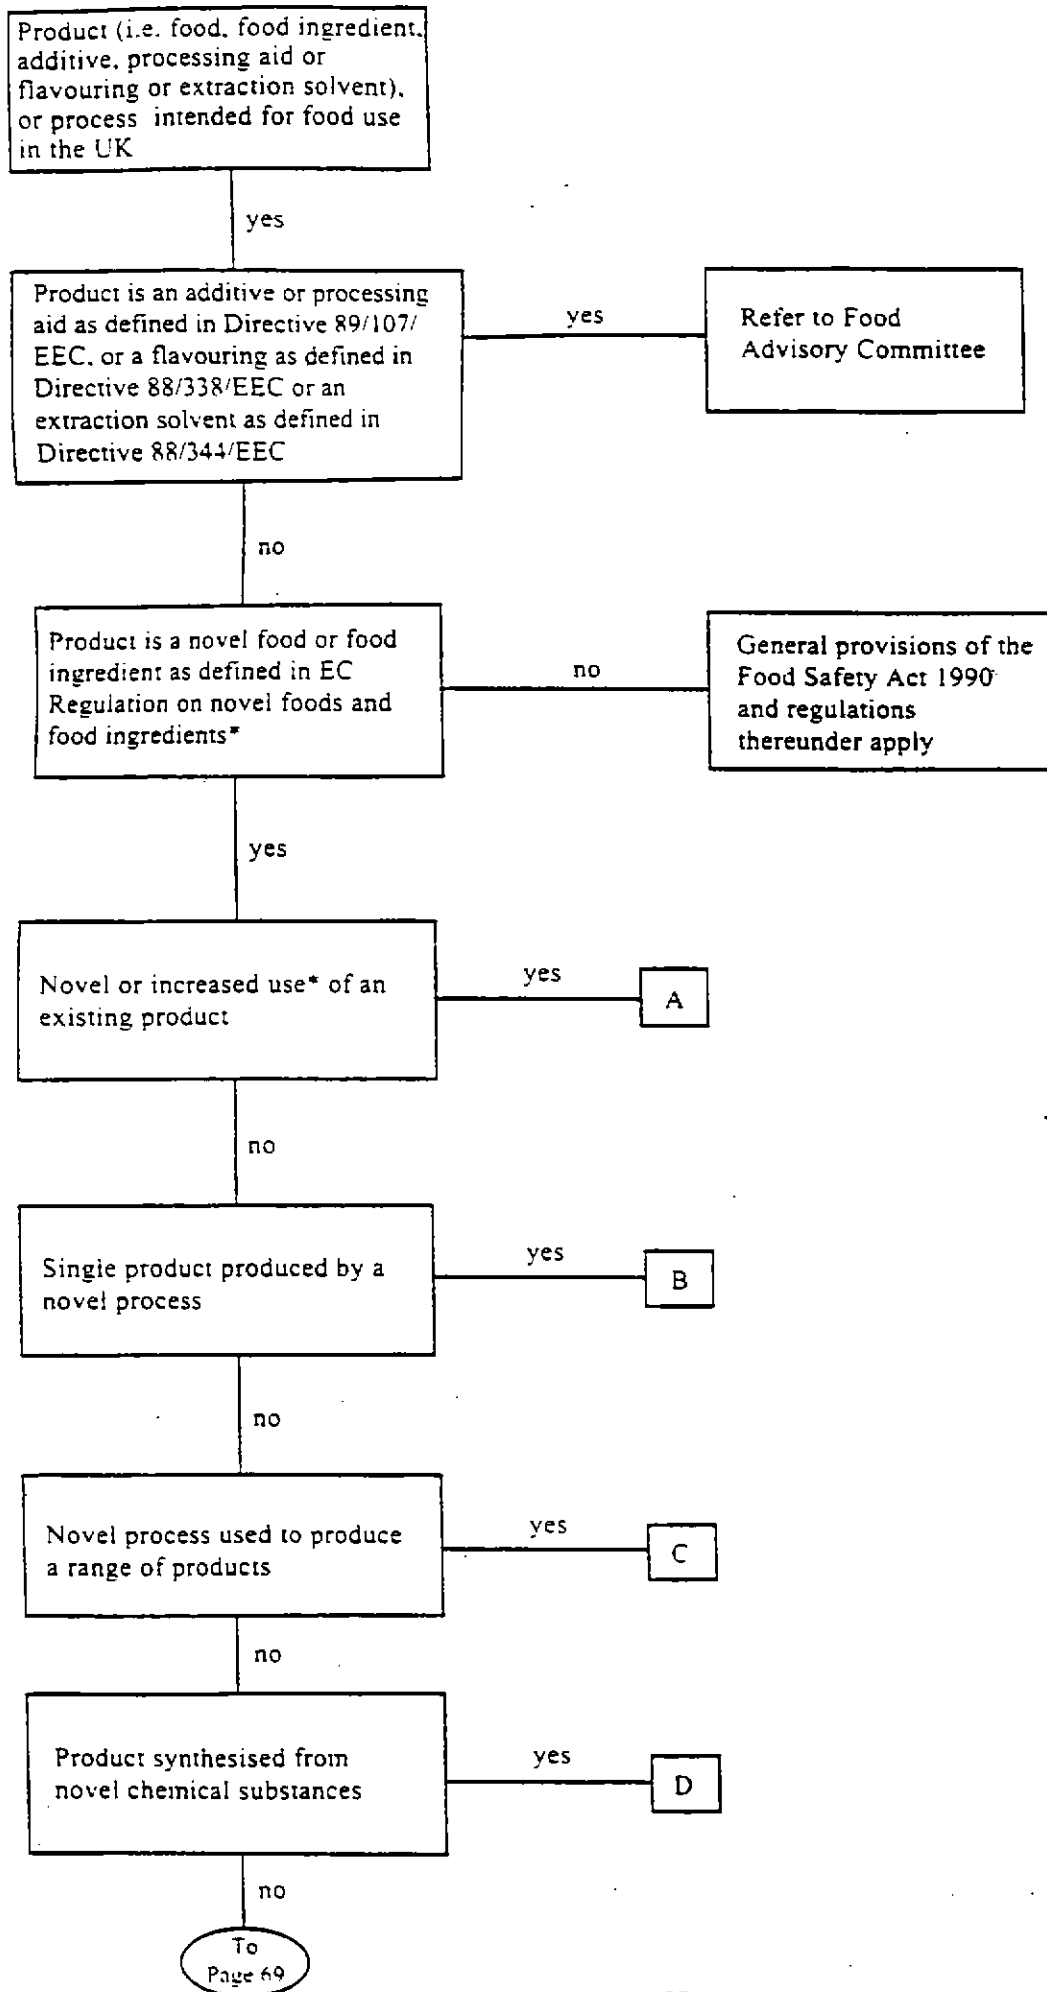 Product (i.e. food, food ingredient,
additive, processing aid or
flavouring or extraction solvent),
or process intended for food use
in the UK
yes
Product is an additive or processing
aid as defined in Directive 89/107/
EEC, or a flavouring as defined in
Directive 88/338/EEC or an
extraction solvent as defined in
Directive 88/344/EEC
yes
Refer to Food
Advisory Committee
no
Product is a novel food or food
ingredient as defined in EC
Regulation on novel foods and
food ingredients*
no
General provisions of the
Food Safety Act 1990
and regulations
thereunder apply
yes
Novel or increased use* of an
existing product
yes
A
no
Single product produced by a
novel process
yes
B
no
Novel process used to produce
a range of products
yes
C
no
Product synthesised from
novel chemical substances
yes
D
no
To
Page 69